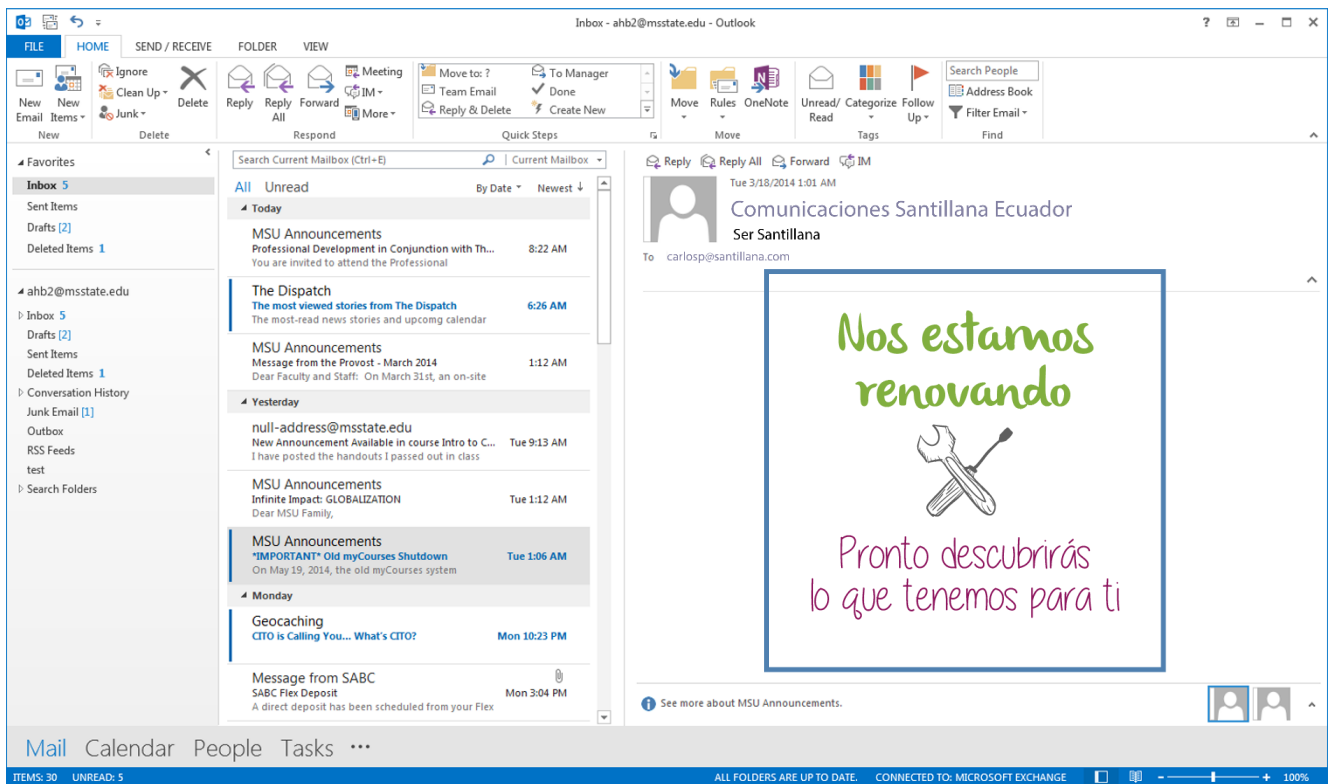 Inbox - ahb2@msstate.edu - Outlook
?
FILE HOME SEND / RECEIVE FOLDER VIEW
New Email
New Items
Ignore
Clean Up
Junk
Delete
Reply
Reply All
Forward
Meeting
IM
More
Move to: ?
Team Email
Reply & Delete
To Manager
Done
Create New
Move
Rules
OneNote
Unread/ Read
Categorize
Follow Up
Search People
Address Book
Filter Email
New Delete Respond Quick Steps Move Tags Find
Favorites
Inbox 5
Sent Items
Drafts [2]
Deleted Items 1
ahb2@msstate.edu
Inbox 5
Drafts [2]
Sent Items
Deleted Items 1
Conversation History
Junk Email [1]
Outbox
RSS Feeds
test
Search Folders
Search Current Mailbox (Ctrl+E) Current Mailbox
All Unread By Date Newest ↓
Today
MSU Announcements
Professional Development in Conjunction with Th... 8:22 AM
You are invited to attend the Professional
The Dispatch
The most viewed stories from The Dispatch 6:26 AM
The most-read news stories and upcomg calendar
MSU Announcements
Message from the Provost - March 2014 1:12 AM
Dear Faculty and Staff: On March 31st, an on-site
Yesterday
null-address@msstate.edu
New Announcement Available in course Intro to C... Tue 9:13 AM
I have posted the handouts I passed out in class
MSU Announcements
Infinite Impact: GLOBALIZATION Tue 1:12 AM
Dear MSU Family,
MSU Announcements
*IMPORTANT* Old myCourses Shutdown Tue 1:06 AM
On May 19, 2014, the old myCourses system
Monday
Geocaching
CITO is Calling You... What's CITO? Mon 10:23 PM
Message from SABC
SABC Flex Deposit Mon 3:04 PM
A direct deposit has been scheduled from your Flex
Reply Reply All Forward IM
Tue 3/18/2014 1:01 AM
Comunicaciones Santillana Ecuador
Ser Santillana
To carlosp@santillana.com
Nos estamos
renovando
Pronto descubrirás
lo que tenemos para ti
See more about MSU Announcements.
Mail Calendar People Tasks •••
ITEMS: 30 UNREAD: 5 ALL FOLDERS ARE UP TO DATE. CONNECTED TO: MICROSOFT EXCHANGE 100%